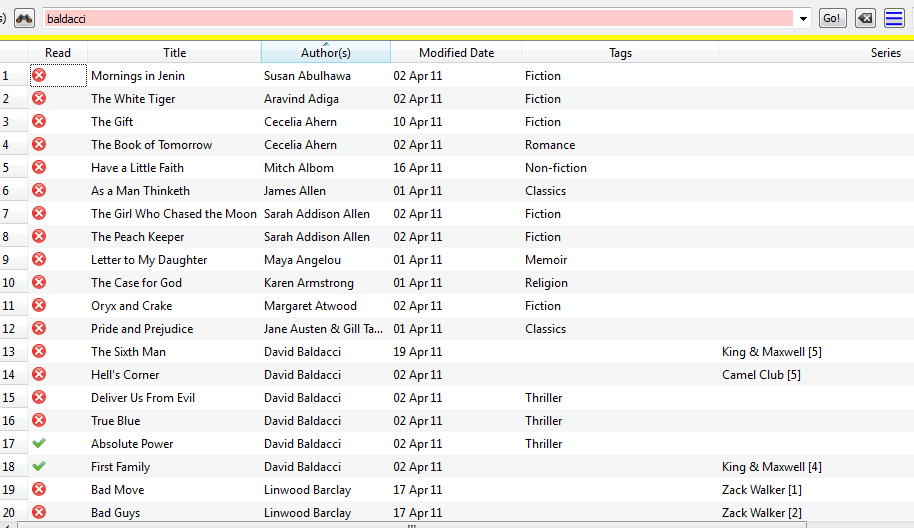 s) baldacci Go!
Read Title Author(s) Modified Date Tags Series
1 Mornings in Jenin Susan Abulhawa 02 Apr 11 Fiction
2 The White Tiger Aravind Adiga 02 Apr 11 Fiction
3 The Gift Cecelia Ahern 10 Apr 11 Fiction
4 The Book of Tomorrow Cecelia Ahern 02 Apr 11 Romance
5 Have a Little Faith Mitch Albom 16 Apr 11 Non-fiction
6 As a Man Thinketh James Allen 01 Apr 11 Classics
7 The Girl Who Chased the Moon Sarah Addison Allen 02 Apr 11 Fiction
8 The Peach Keeper Sarah Addison Allen 02 Apr 11 Fiction
9 Letter to My Daughter Maya Angelou 01 Apr 11 Memoir
10 The Case for God Karen Armstrong 01 Apr 11 Religion
11 Oryx and Crake Margaret Atwood 02 Apr 11 Fiction
12 Pride and Prejudice Jane Austen & Gill Ta... 01 Apr 11 Classics
13 The Sixth Man David Baldacci 19 Apr 11 King & Maxwell [5]
14 Hell's Corner David Baldacci 02 Apr 11 Camel Club [5]
15 Deliver Us From Evil David Baldacci 02 Apr 11 Thriller
16 True Blue David Baldacci 02 Apr 11 Thriller
17 Absolute Power David Baldacci 02 Apr 11 Thriller
18 First Family David Baldacci 02 Apr 11 King & Maxwell [4]
19 Bad Move Linwood Barclay 17 Apr 11 Zack Walker [1]
20 Bad Guys Linwood Barclay 17 Apr 11 Zack Walker [2]